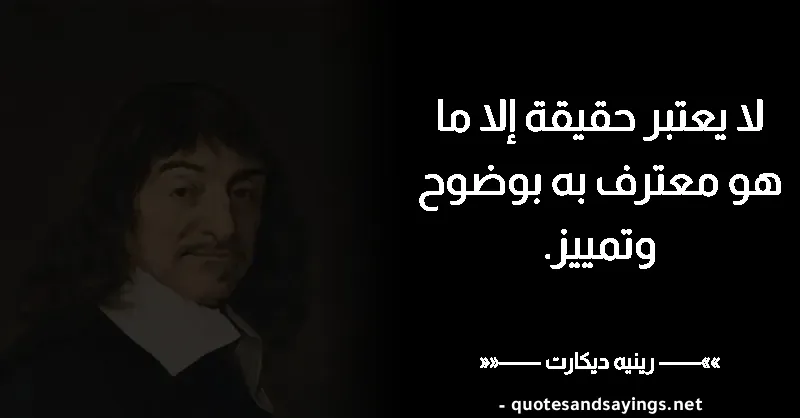 لا يعتبر حقيقة إلا ما
هو معترف به بوضوح
وتمييز.
»»—— رينيه ديكارت ——««
- quotesandsayings.net